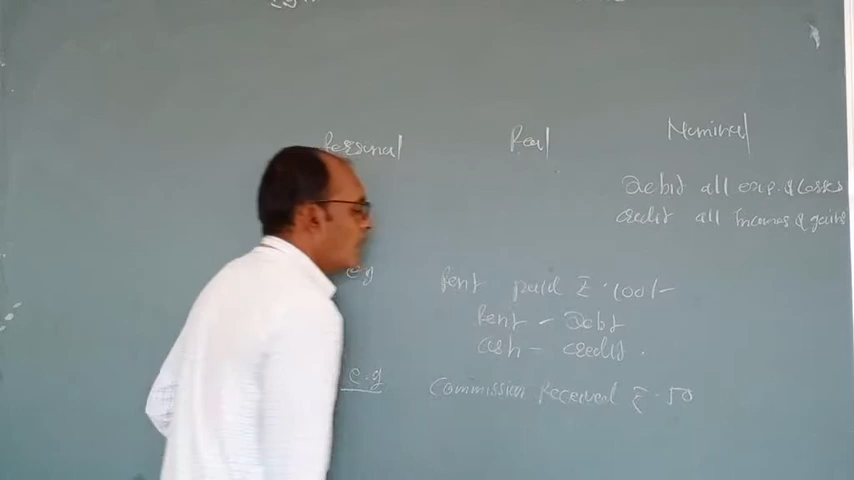 Personal Real Nominal
Debit all exp. & losses
credit all Incomes & gains
e.g Rent paid ₹.100/-
Rent - Debt
cash - credit.
e.g Commission Received ₹.50